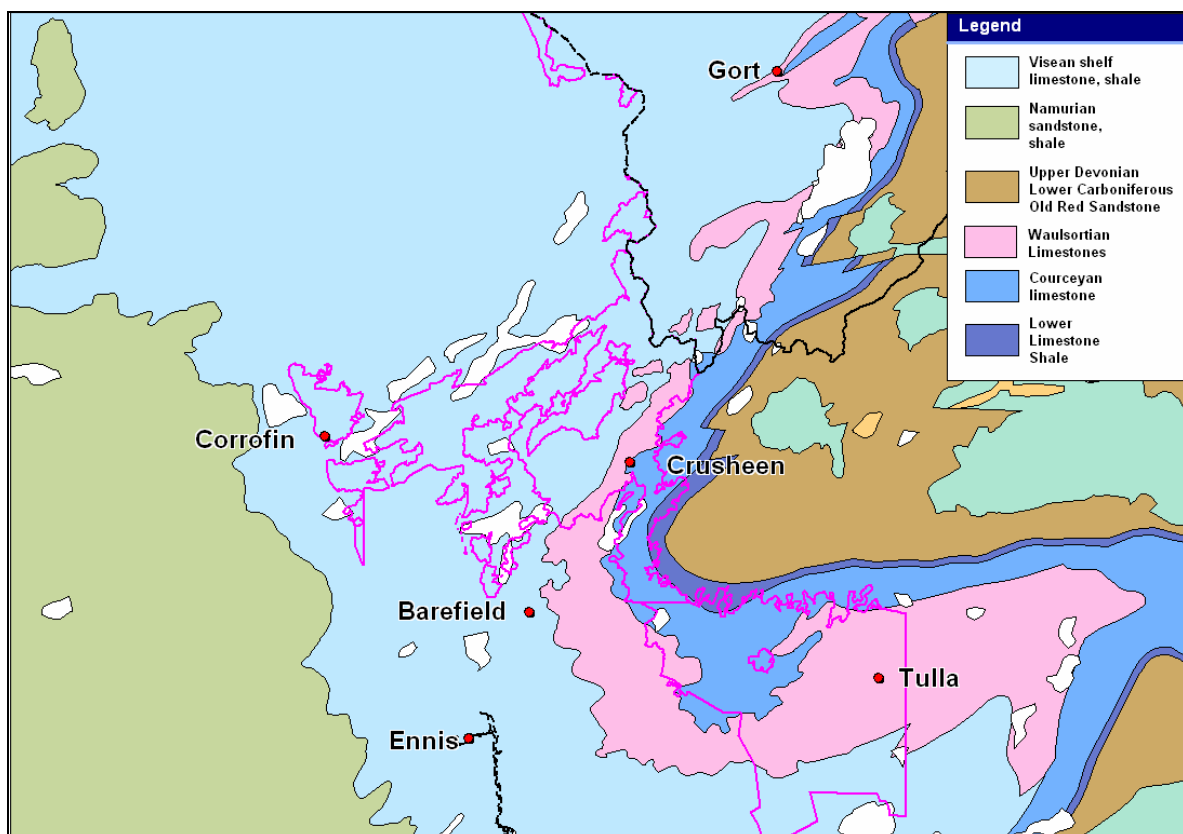 Legend
Visean shelf
limestone, shale
Namurian
sandstone,
shale
Upper Devonian
Lower Carboniferous
Old Red Sandstone
Waulsortian
Limestones
Courceyan
limestone
Lower
Limestone
Shale
Gort
Corrofin
Crusheen
Barefield
Tulla
Ennis